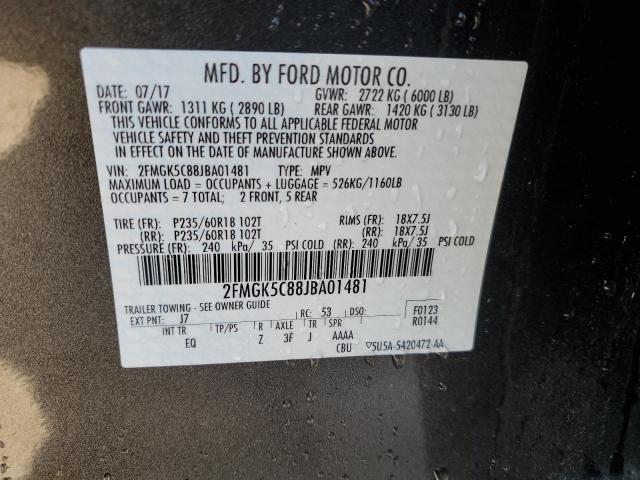 MFD. BY FORD MOTOR CO.
DATE: 07/17 GVWR: 2722 KG ( 6000 LB)
FRONT GAWR: 1311 KG ( 2890 LB) REAR GAWR: 1420 KG ( 3130 LB)
THIS VEHICLE CONFORMS TO ALL APPLICABLE FEDERAL MOTOR
VEHICLE SAFETY AND THEFT PREVENTION STANDARDS
IN EFFECT ON THE DATE OF MANUFACTURE SHOWN ABOVE.
VIN: 2FMGK5C88JBA01481 TYPE: MPV
MAXIMUM LOAD = OCCUPANTS + LUGGAGE = 526KG/1160LB
OCCUPANTS = 7 TOTAL; 2 FRONT, 5 REAR
TIRE (FR): P235/60R18 102T RIMS (FR): 18X7.5J
(RR): P235/60R18 102T (RR): 18X7.5J
PRESSURE (FR): 240 kPa/ 35 PSI COLD (RR): 240 kPa/ 35 PSI COLD
2FMGK5C88JBA01481
TRAILER TOWING - SEE OWNER GUIDE
EXT PNT: J7 RC: 53 DSO: F0123
R0144
INT TR TP/PS R AXLE TR SPR
EQ Z 3F J AAAA
CBU 5U5A-5420472-AA